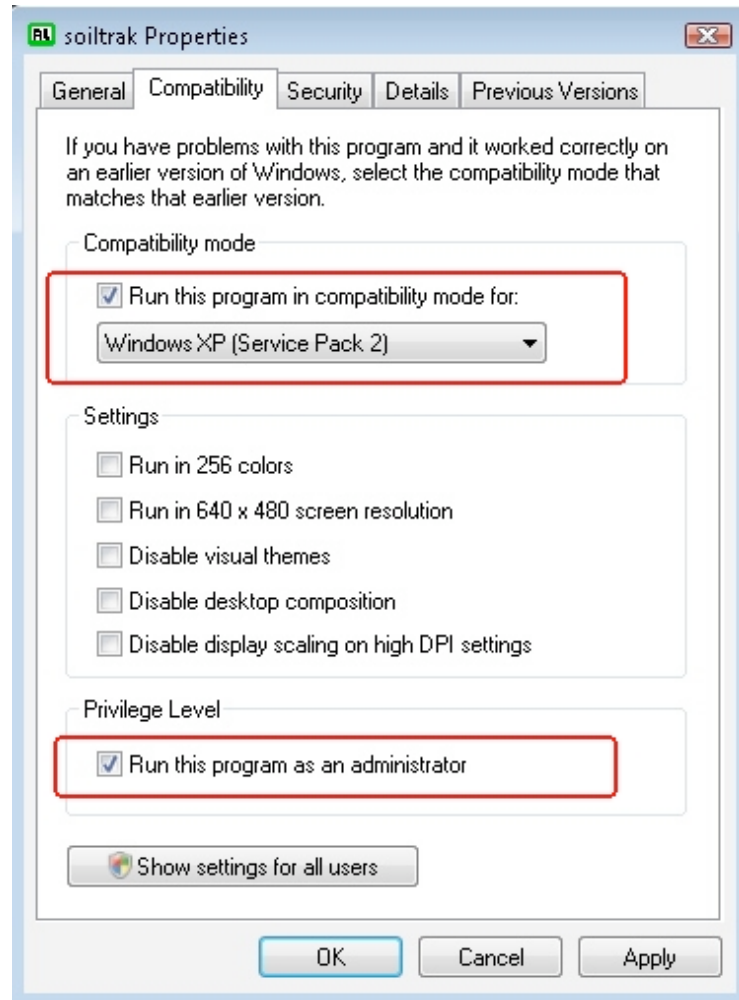 soiltrak Properties
General Compatibility Security Details Previous Versions
If you have problems with this program and it worked correctly on
an earlier version of Windows, select the compatibility mode that
matches that earlier version.
Compatibility mode
Run this program in compatibility mode for:
Windows XP (Service Pack 2)
Settings
Run in 256 colors
Run in 640 x 480 screen resolution
Disable visual themes
Disable desktop composition
Disable display scaling on high DPI settings
Privilege Level
Run this program as an administrator
Show settings for all users
OK Cancel Apply